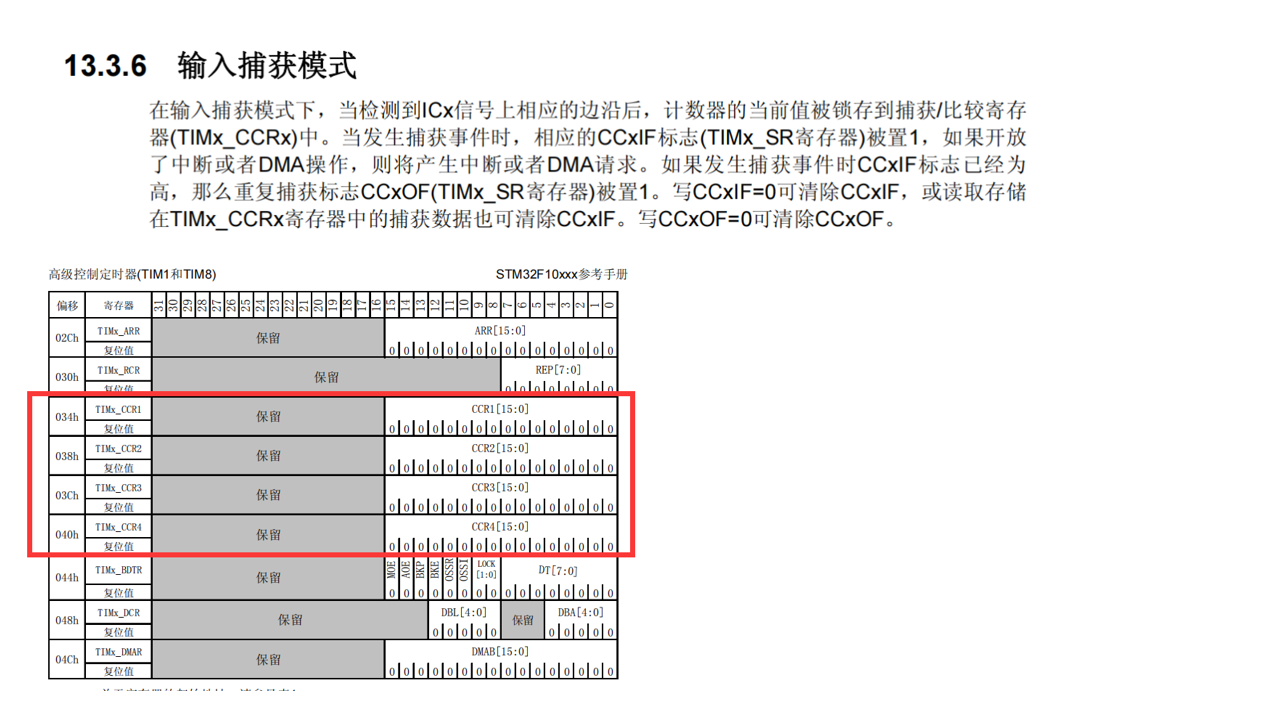 13.3.6 输入捕获模式
在输入捕获模式下，当检测到ICx信号上相应的边沿后，计数器的当前值被锁存到捕获/比较寄存
器(TIMx_CCRx)中。当发生捕获事件时，相应的CCxIF标志(TIMx_SR寄存器)被置1，如果开放
了中断或者DMA操作，则将产生中断或者DMA请求。如果发生捕获事件时CCxIF标志已经为
高，那么重复捕获标志CCxOF(TIMx_SR寄存器)被置1。写CCxIF=0可清除CCxIF，或读取存储
在TIMx_CCRx寄存器中的捕获数据也可清除CCxIF。写CCxOF=0可清除CCxOF。
高级控制定时器(TIM1和TIM8) STM32F10xxx参考手册
偏移 寄存器 31 30 29 28 27 26 25 24 23 22 21 20 19 18 17 16 15 14 13 12 11 10 9 8 7 6 5 4 3 2 1 0
02Ch TIMx_ARR 保留 ARR[15:0]
复位值 0 0 0 0 0 0 0 0 0 0 0 0 0 0 0 0
030h TIMx_RCR 保留 REP[7:0]
复位值 0 0 0 0 0 0 0 0
034h TIMx_CCR1 保留 CCR1[15:0]
复位值 0 0 0 0 0 0 0 0 0 0 0 0 0 0 0 0
038h TIMx_CCR2 保留 CCR2[15:0]
复位值 0 0 0 0 0 0 0 0 0 0 0 0 0 0 0 0
03Ch TIMx_CCR3 保留 CCR3[15:0]
复位值 0 0 0 0 0 0 0 0 0 0 0 0 0 0 0 0
040h TIMx_CCR4 保留 CCR4[15:0]
复位值 0 0 0 0 0 0 0 0 0 0 0 0 0 0 0 0
044h TIMx_BDTR 保留 MOE AOE BKP BKE OSSR OSSI LOCK [1:0] DT[7:0]
复位值 0 0 0 0 0 0 0 0 0 0 0 0 0 0 0 0
048h TIMx_DCR 保留 DBL[4:0] 保留 DBA[4:0]
复位值 0 0 0 0 0 0 0 0 0 0
04Ch TIMx_DMAR 保留 DMAB[15:0]
复位值 0 0 0 0 0 0 0 0 0 0 0 0 0 0 0 0